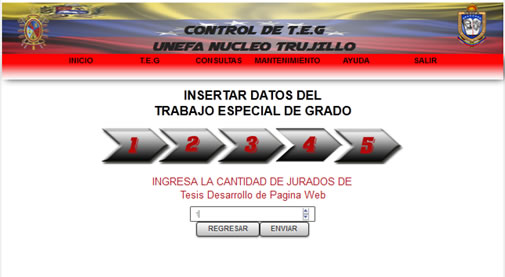 CONTROL DE T.E.G
UNEFA NUCLEO TRUJILLO
INICIO T.E.G CONSULTAS MANTENIMIENTO AYUDA SALIR
INSERTAR DATOS DEL
TRABAJO ESPECIAL DE GRADO
1 2 3 4 5
INGRESA LA CANTIDAD DE JURADOS DE
Tesis Desarrollo de Pagina Web
REGRESAR ENVIAR